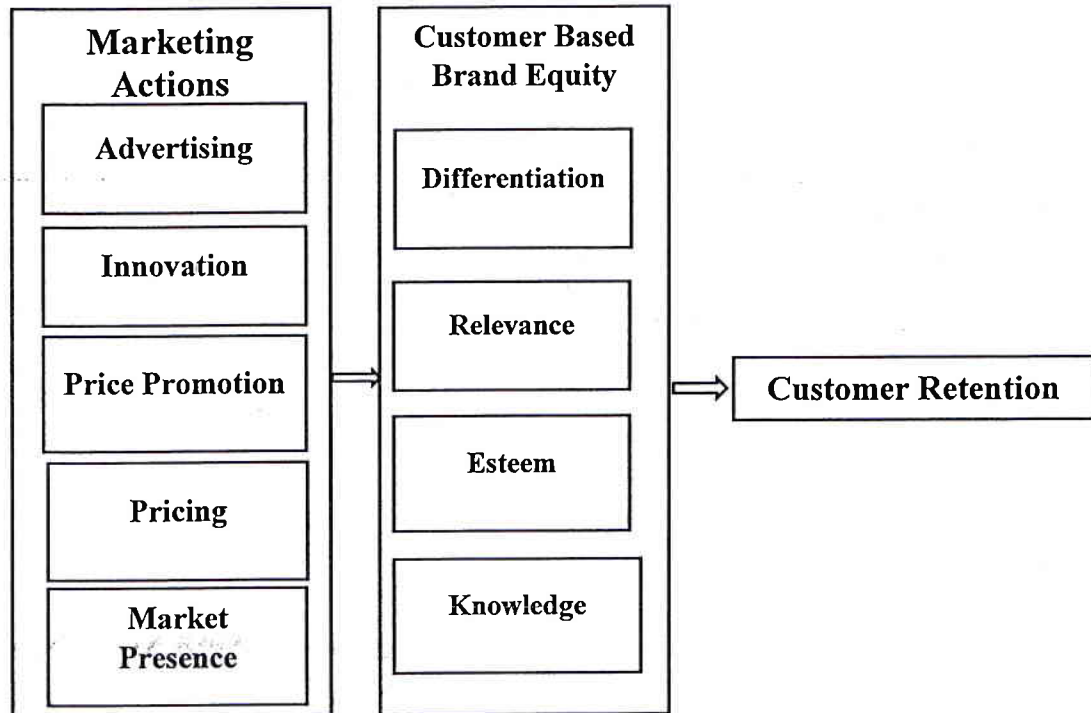 Marketing
Actions
Advertising
Innovation
Price Promotion
Pricing
Market
Presence
Customer Based
Brand Equity
Differentiation
Relevance
Esteem
Knowledge
Customer Retention